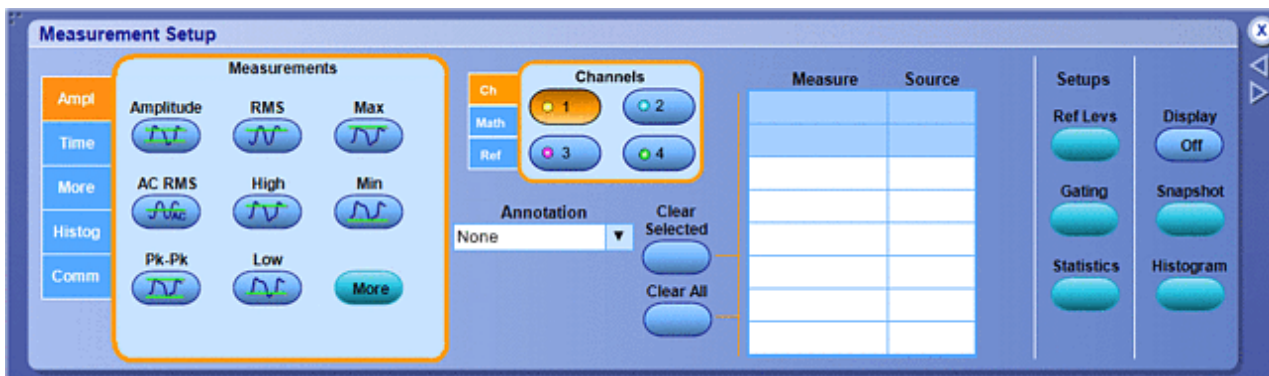 Measurement Setup
X
Ampl
Time
More
Histog
Comm
Measurements
Amplitude
RMS
Max
AC RMS
AC
High
Min
Pk-Pk
Low
More
Ch
Math
Ref
Channels
1
2
3
4
Annotation
None
Clear
Selected
Clear All
Measure
Source
Setups
Ref Levs
Gating
Statistics
Display
Off
Snapshot
Histogram